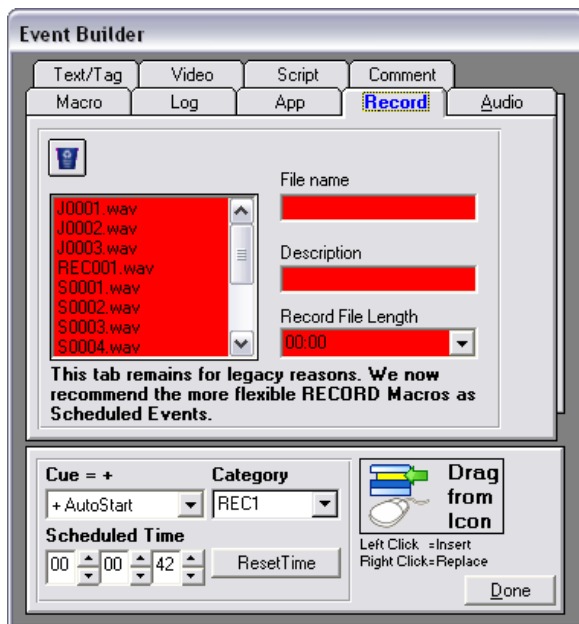 Event Builder
Text/Tag Video Script Comment
Macro Log App Record Audio
J0001.wav
J0002.wav
J0003.wav
REC001.wav
S0001.wav
S0002.wav
S0003.wav
S0004.wav
File name
Description
Record File Length
00:00
This tab remains for legacy reasons. We now
recommend the more flexible RECORD Macros as
Scheduled Events.
Cue = + Category
+ AutoStart REC1
Scheduled Time
00 00 42 ResetTime
Drag
from
Icon
Left Click =Insert
Right Click=Replace
Done